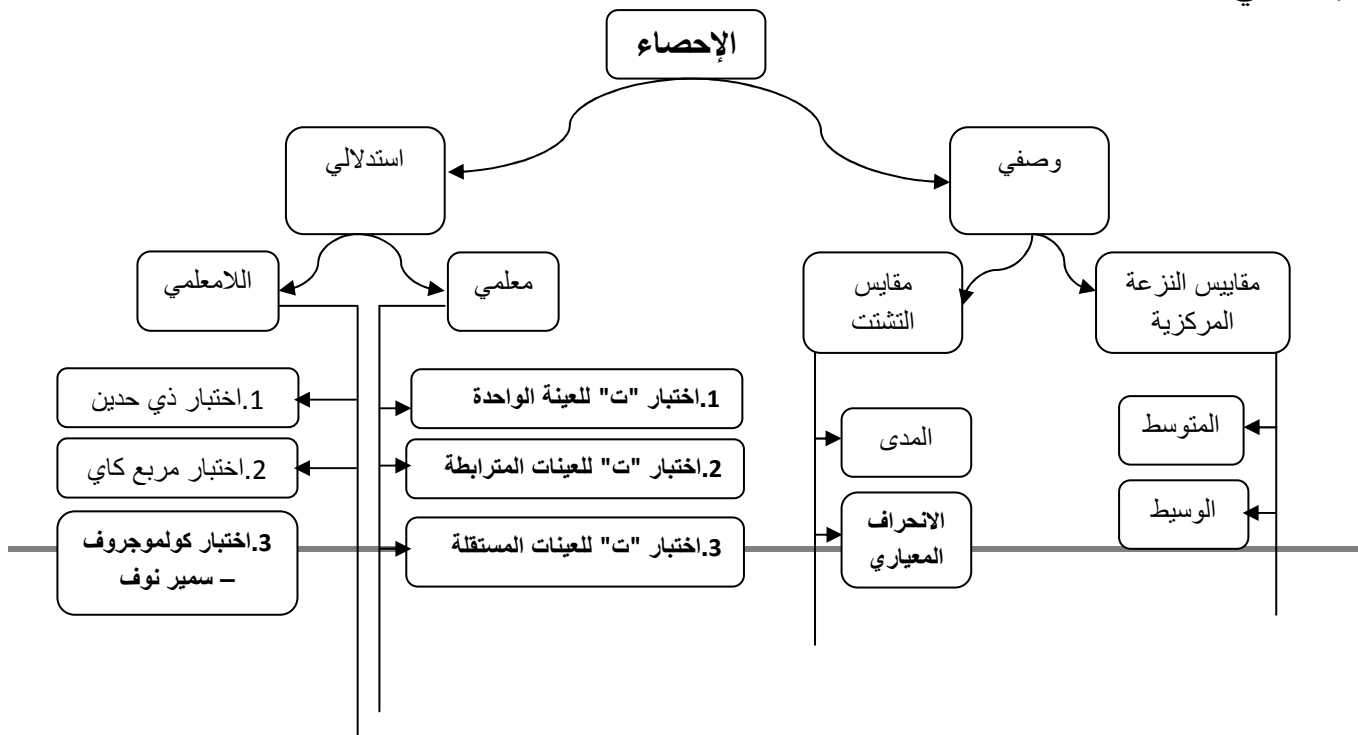 الإحصاء
وصفي
استدلالي
مقاييس النزعة
المركزية
مقايس
التشتت
معلمي
اللامعلمي
المتوسط
الوسيط
المدى
الانحراف
المعياري
1.اختبار "ت" للعينة الواحدة
2.اختبار "ت" للعينات المترابطة
3.اختبار "ت" للعينات المستقلة
1.اختبار ذي حدين
2.اختبار مربع كاي
3.اختبار كولموجروف
– سمير نوف